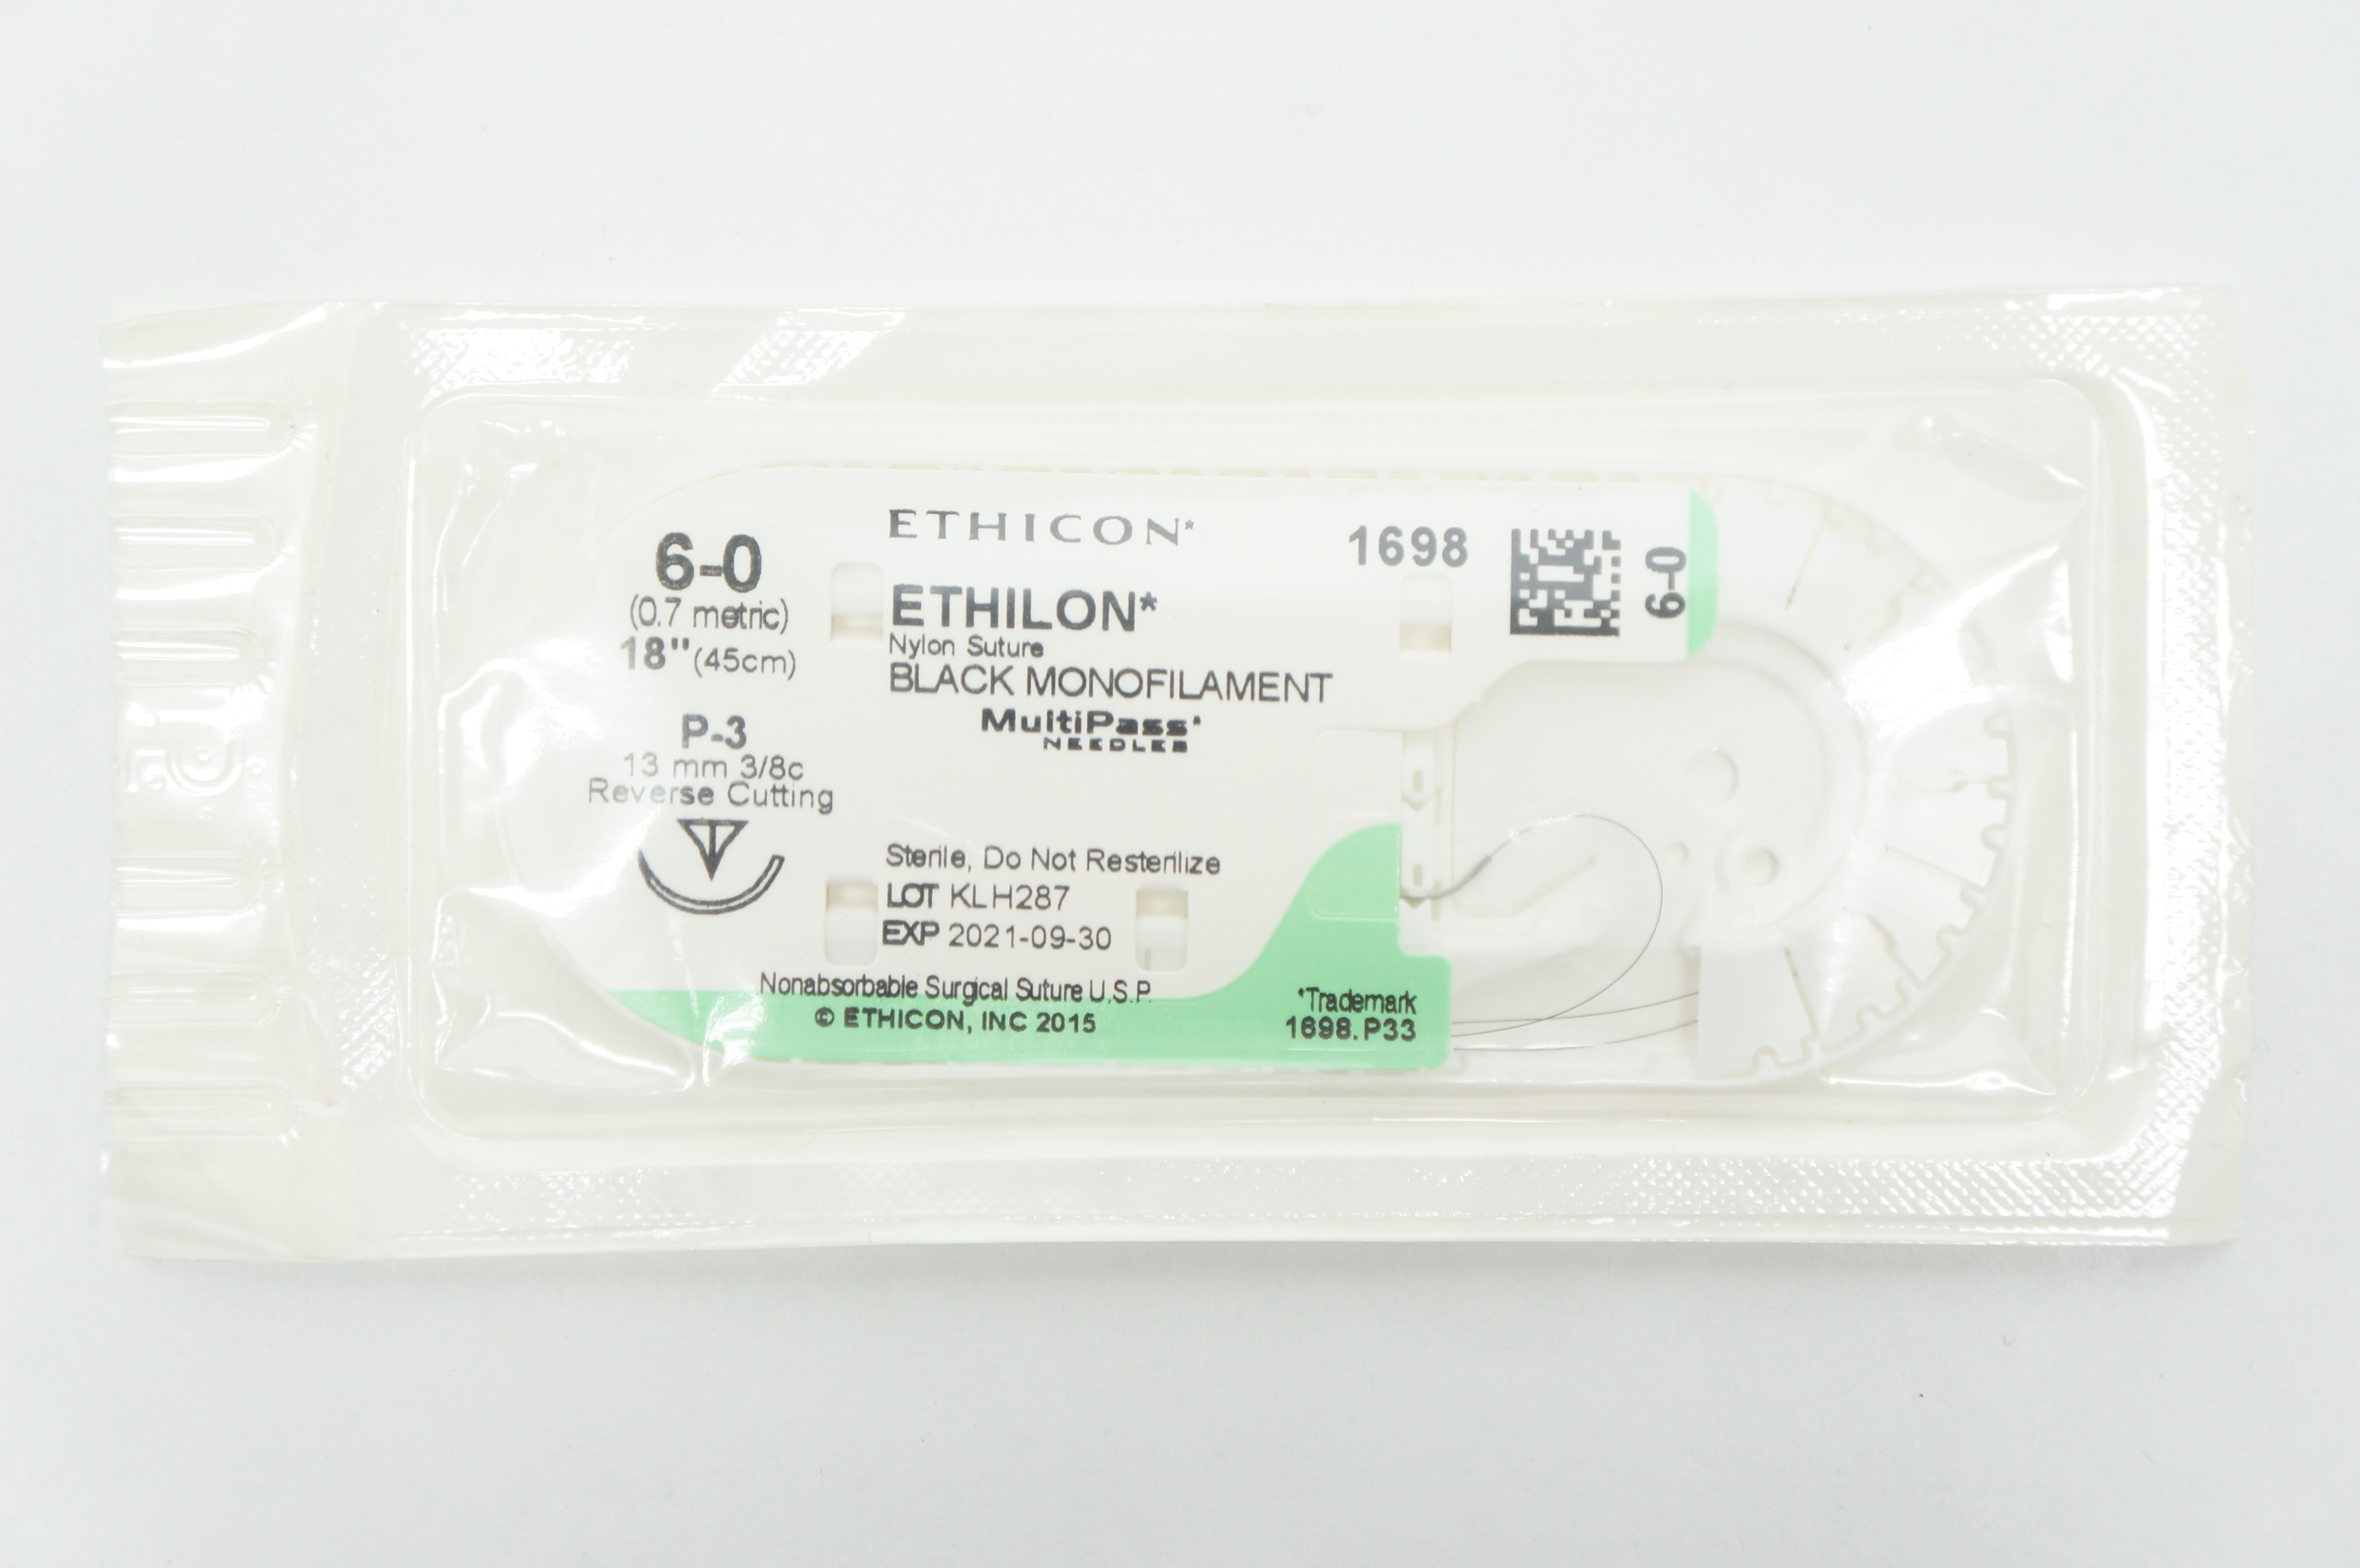 6-0
(0.7 metric)
18"(45cm)
P-3
13 mm 3/8c
Reverse Cutting
ETHICON*
ETHILON*
Nylon Suture
BLACK MONOFILAMENT
MultiPass*
NEEDLES
1698
6-0
Sterile, Do Not Resterilize
LOT KLH287
EXP 2021-09-30
Nonabsorbable Surgical Suture U.S.P.
© ETHICON, INC 2015
*Trademark
1698.P33